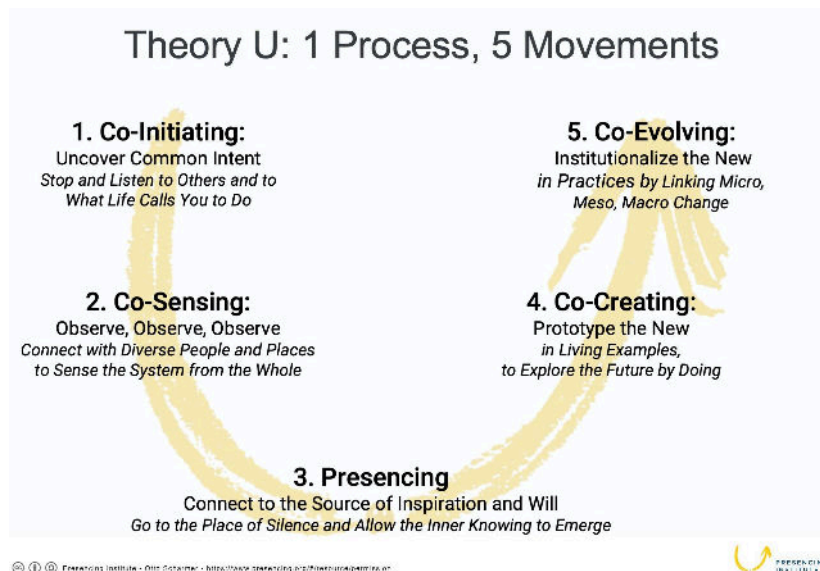 Theory U: 1 Process, 5 Movements
1. Co-Initiating:
Uncover Common Intent
Stop and Listen to Others and to
What Life Calls You to Do
2. Co-Sensing:
Observe, Observe, Observe
Connect with Diverse People and Places
to Sense the System from the Whole
3. Presencing
Connect to the Source of Inspiration and Will
Go to the Place of Silence and Allow the Inner Knowing to Emerge
4. Co-Creating:
Prototype the New
in Living Examples,
to Explore the Future by Doing
5. Co-Evolving:
Institutionalize the New
in Practices by Linking Micro,
Meso, Macro Change
Presencing Institute - Otto Scharmer -
PRESENCING